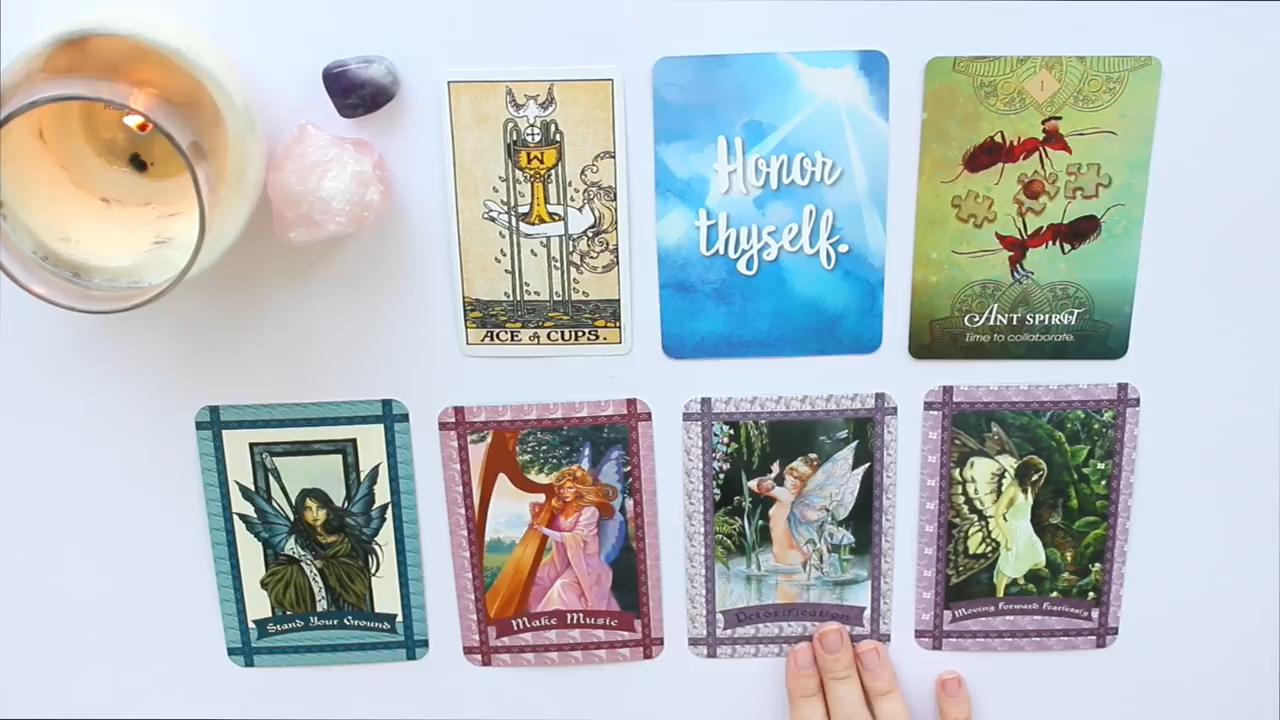 W
ACE of CUPS.
Honor
thyself.
1
ANT SPIRIT
Time to collaborate.
Stand Your Ground
Make Music
Detoxification
Moving Forward Fearlessly